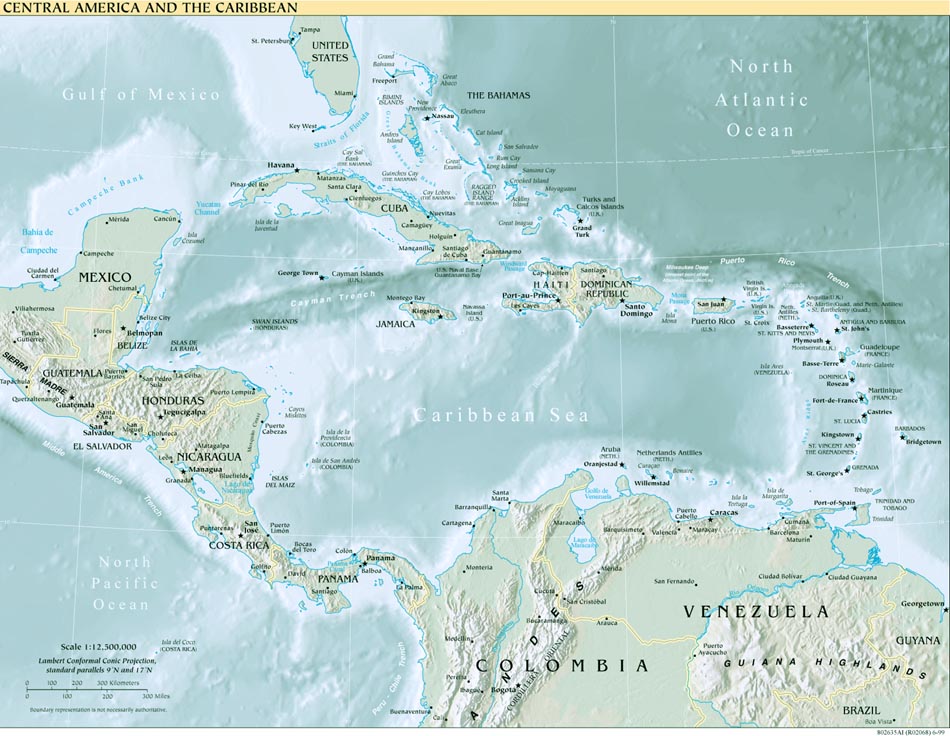 CENTRAL AMERICA AND THE CARIBBEAN
Tampa
St. Petersburg
UNITED
STATES
Miami
Key West
Gulf of Mexico
Straits of Florida
Grand
Bahama
Freeport
Great
Abaco
BIMINI
ISLANDS
THE BAHAMAS
New
Providence
Nassau
Eleuthera
Andros
Island
Cat Island
San Salvador
Great
Exuma
Rum Cay
Long Island
Samana Cay
Crooked Island
Mayaguana
Acklins
Island
RAGGED
ISLAND
RANGE
(THE BAHAMAS)
Cay Sal
Bank
(THE BAHAMAS)
Guinchos Cay
(THE BAHAMAS)
Cay Lobos
(THE BAHAMAS)
Great Inagua
Turks and
Caicos Islands
(U.K.)
Grand
Turk
North
Atlantic
Ocean
Tropic of Cancer
Havana
Matanzas
Pinar del Rio
Santa Clara
Cienfuegos
CUBA
Nuevitas
Camagüey
Holguin
Manzanillo
Santiago
de Cuba
Guantanamo
U.S. Naval Base
Guantanamo Bay
Windward
Passage
Isla de la
Juventud
Yucatan
Channel
Campeche Bank
Bahia de
Campeche
Mérida
Cancún
Isla
Cozumel
Campeche
Ciudad del
Carmen
MEXICO
Chetumal
Villahermosa
Tuxtla
Gutierrez
Tapachula
SIERRA
MADRE
Belize City
Belmopan
BELIZE
Flores
GUATEMALA
Puerto
Barrios
Quetzaltenango
Guatemala
ISLAS DE
LA BAHIA
San Pedro
Sula
La Ceiba
HONDURAS
Tegucigalpa
Puerto Lempira
Santa
Ana
San
Salvador
San
Miguel
Choluteca
EL SALVADOR
Middle
America
Trench
Matagalpa
NICARAGUA
León
Managua
Granada
Bluefields
Lago de
Nicaragua
Puerto
Cabezas
Mosquito Coast
Cayos
Miskitos
Isla de la
Providencia
(COLOMBIA)
Isla de San Andrés
(COLOMBIA)
ISLAS
DEL MAIZ
Puntarenas
San
José
Puerto
Limón
COSTA RICA
Golfito
Bocas
del Toro
David
Colón
Panama
Balboa
PANAMA
Santiago
La Palma
George Town
Cayman Islands
(U.K.)
Cayman Trench
SWAN ISLANDS
(HONDURAS)
Montego Bay
Kingston
JAMAICA
Navassa
Island
(U.S.)
Cap-Haïtien
HAITI
Port-au-Prince
Les Cayes
Santiago
DOMINICAN
REPUBLIC
Santo
Domingo
Milwaukee Deep
Puerto
Rico
Trench
Mona
Passage
Isla
Mona
San Juan
Puerto Rico
(U.S.)
British
Virgin Is.
(U.K.)
Virgin
Is.
(U.S.)
St. Croix
Anguilla (U.K.)
St. Martin (Guad. and Neth. Antilles)
St. Barthelemy (Guad.)
Neth.
Antilles
(NETH.)
ANTIGUA AND BARBUDA
St. John's
Basseterre
ST. KITTS AND NEVIS
Plymouth
Montserrat (U.K.)
Guadeloupe
(FRANCE)
Basse-Terre
Marie-Galante
DOMINICA
Roseau
Isla Aves
(VENEZUELA)
Martinique
(FRANCE)
Fort-de-France
Castries
ST. LUCIA
BARBADOS
Bridgetown
Kingstown
ST. VINCENT AND
THE GRENADINES
St. George's
GRENADA
Tobago
Port-of-Spain
TRINIDAD AND
TOBAGO
Trinidad
Caribbean Sea
Aruba
(NETH.)
Oranjestad
Netherlands Antilles
(NETH.)
Curaçao
Bonaire
Willemstad
Golfo de
Venezuela
Isla la
Tortuga
Isla de
Margarita
Santa
Marta
Barranquilla
Cartagena
Maracaibo
Lago de
Maracaibo
Barquisimeto
Puerto
Cabello
Valencia
Caracas
Maracay
Cumaná
Barcelona
Maturin
Ciudad Bolívar
Ciudad Guayana
Mérida
San Fernando
Cúcuta
San Cristóbal
Bucaramanga
Arauca
VENEZUELA
Georgetown
GUYANA
Puerto
Ayacucho
GUIANA HIGHLANDS
BRAZIL
Boa Vista
Montería
Medellín
Pereira
Ibagué
Bogotá
Buenaventura
Cali
COLOMBIA
ANDES
CORDILLERA ORIENTAL
Peru - Chile Trench
North
Pacific
Ocean
Isla del Coco
(COSTA RICA)
Scale 1:12,500,000
Lambert Conformal Conic Projection,
standard parallels 9°N and 17°N
0 100 200 300 Kilometers
0 100 200 300 Miles
Boundary representation is not necessarily authoritative.
802635AI (R02068) 6-99